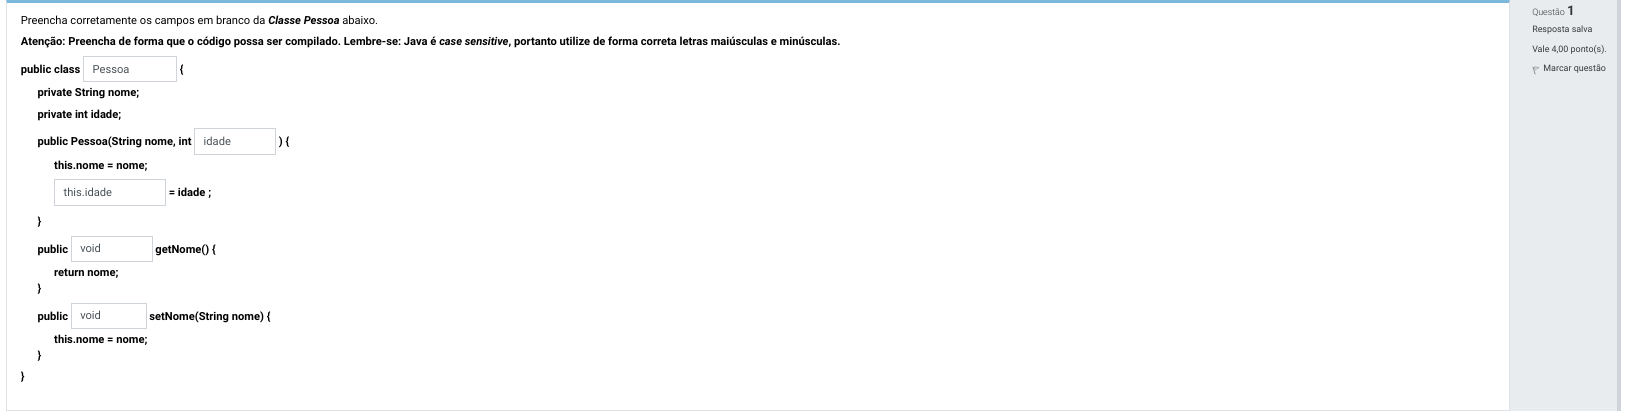 Preencha corretamente os campos em branco da Classe Pessoa abaixo.
Atenção: Preencha de forma que o código possa ser compilado. Lembre-se: Java é case sensitive, portanto utilize de forma correta letras maiúsculas e minúsculas.
public class Pessoa {
private String nome;
private int idade;
public Pessoa(String nome, int idade ) {
this.nome = nome;
this.idade = idade ;
}
public void getNome() {
return nome;
}
public void setNome(String nome) {
this.nome = nome;
}
}
Questão 1
Resposta salva
Vale 4,00 ponto(s).
Marcar questão